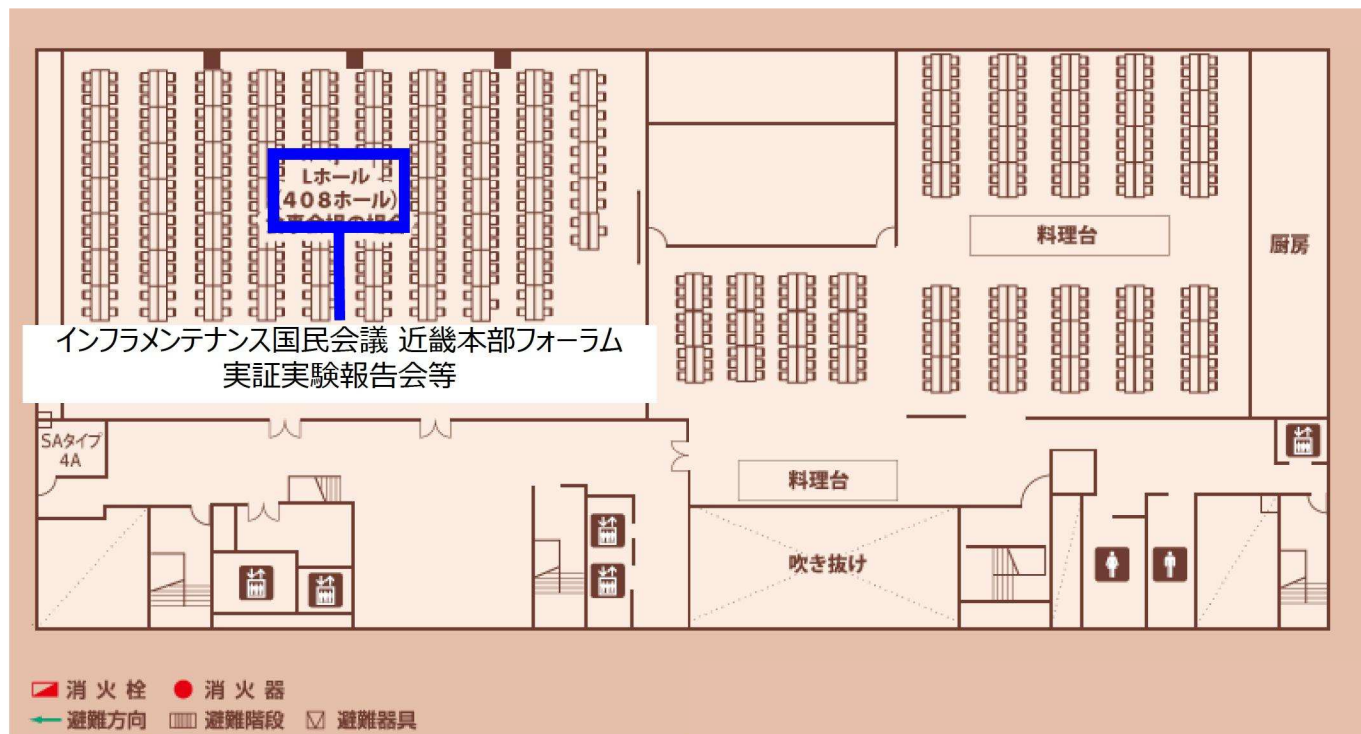 Lホール
(408ホール)
料理台
厨房
インフラメンテナンス国民会議 近畿本部フォーラム
実証実験報告会等
SAタイプ
4A
料理台
吹き抜け
消火栓 消火器
避難方向 避難階段 避難器具